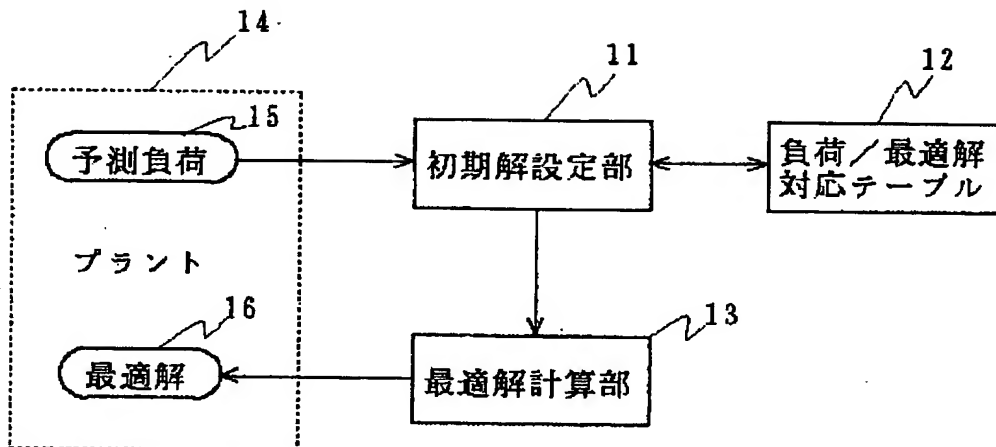 14
11
12
15
予測負荷
初期解設定部
負荷／最適解
対応テーブル
プラント
16
13
最適解
最適解計算部